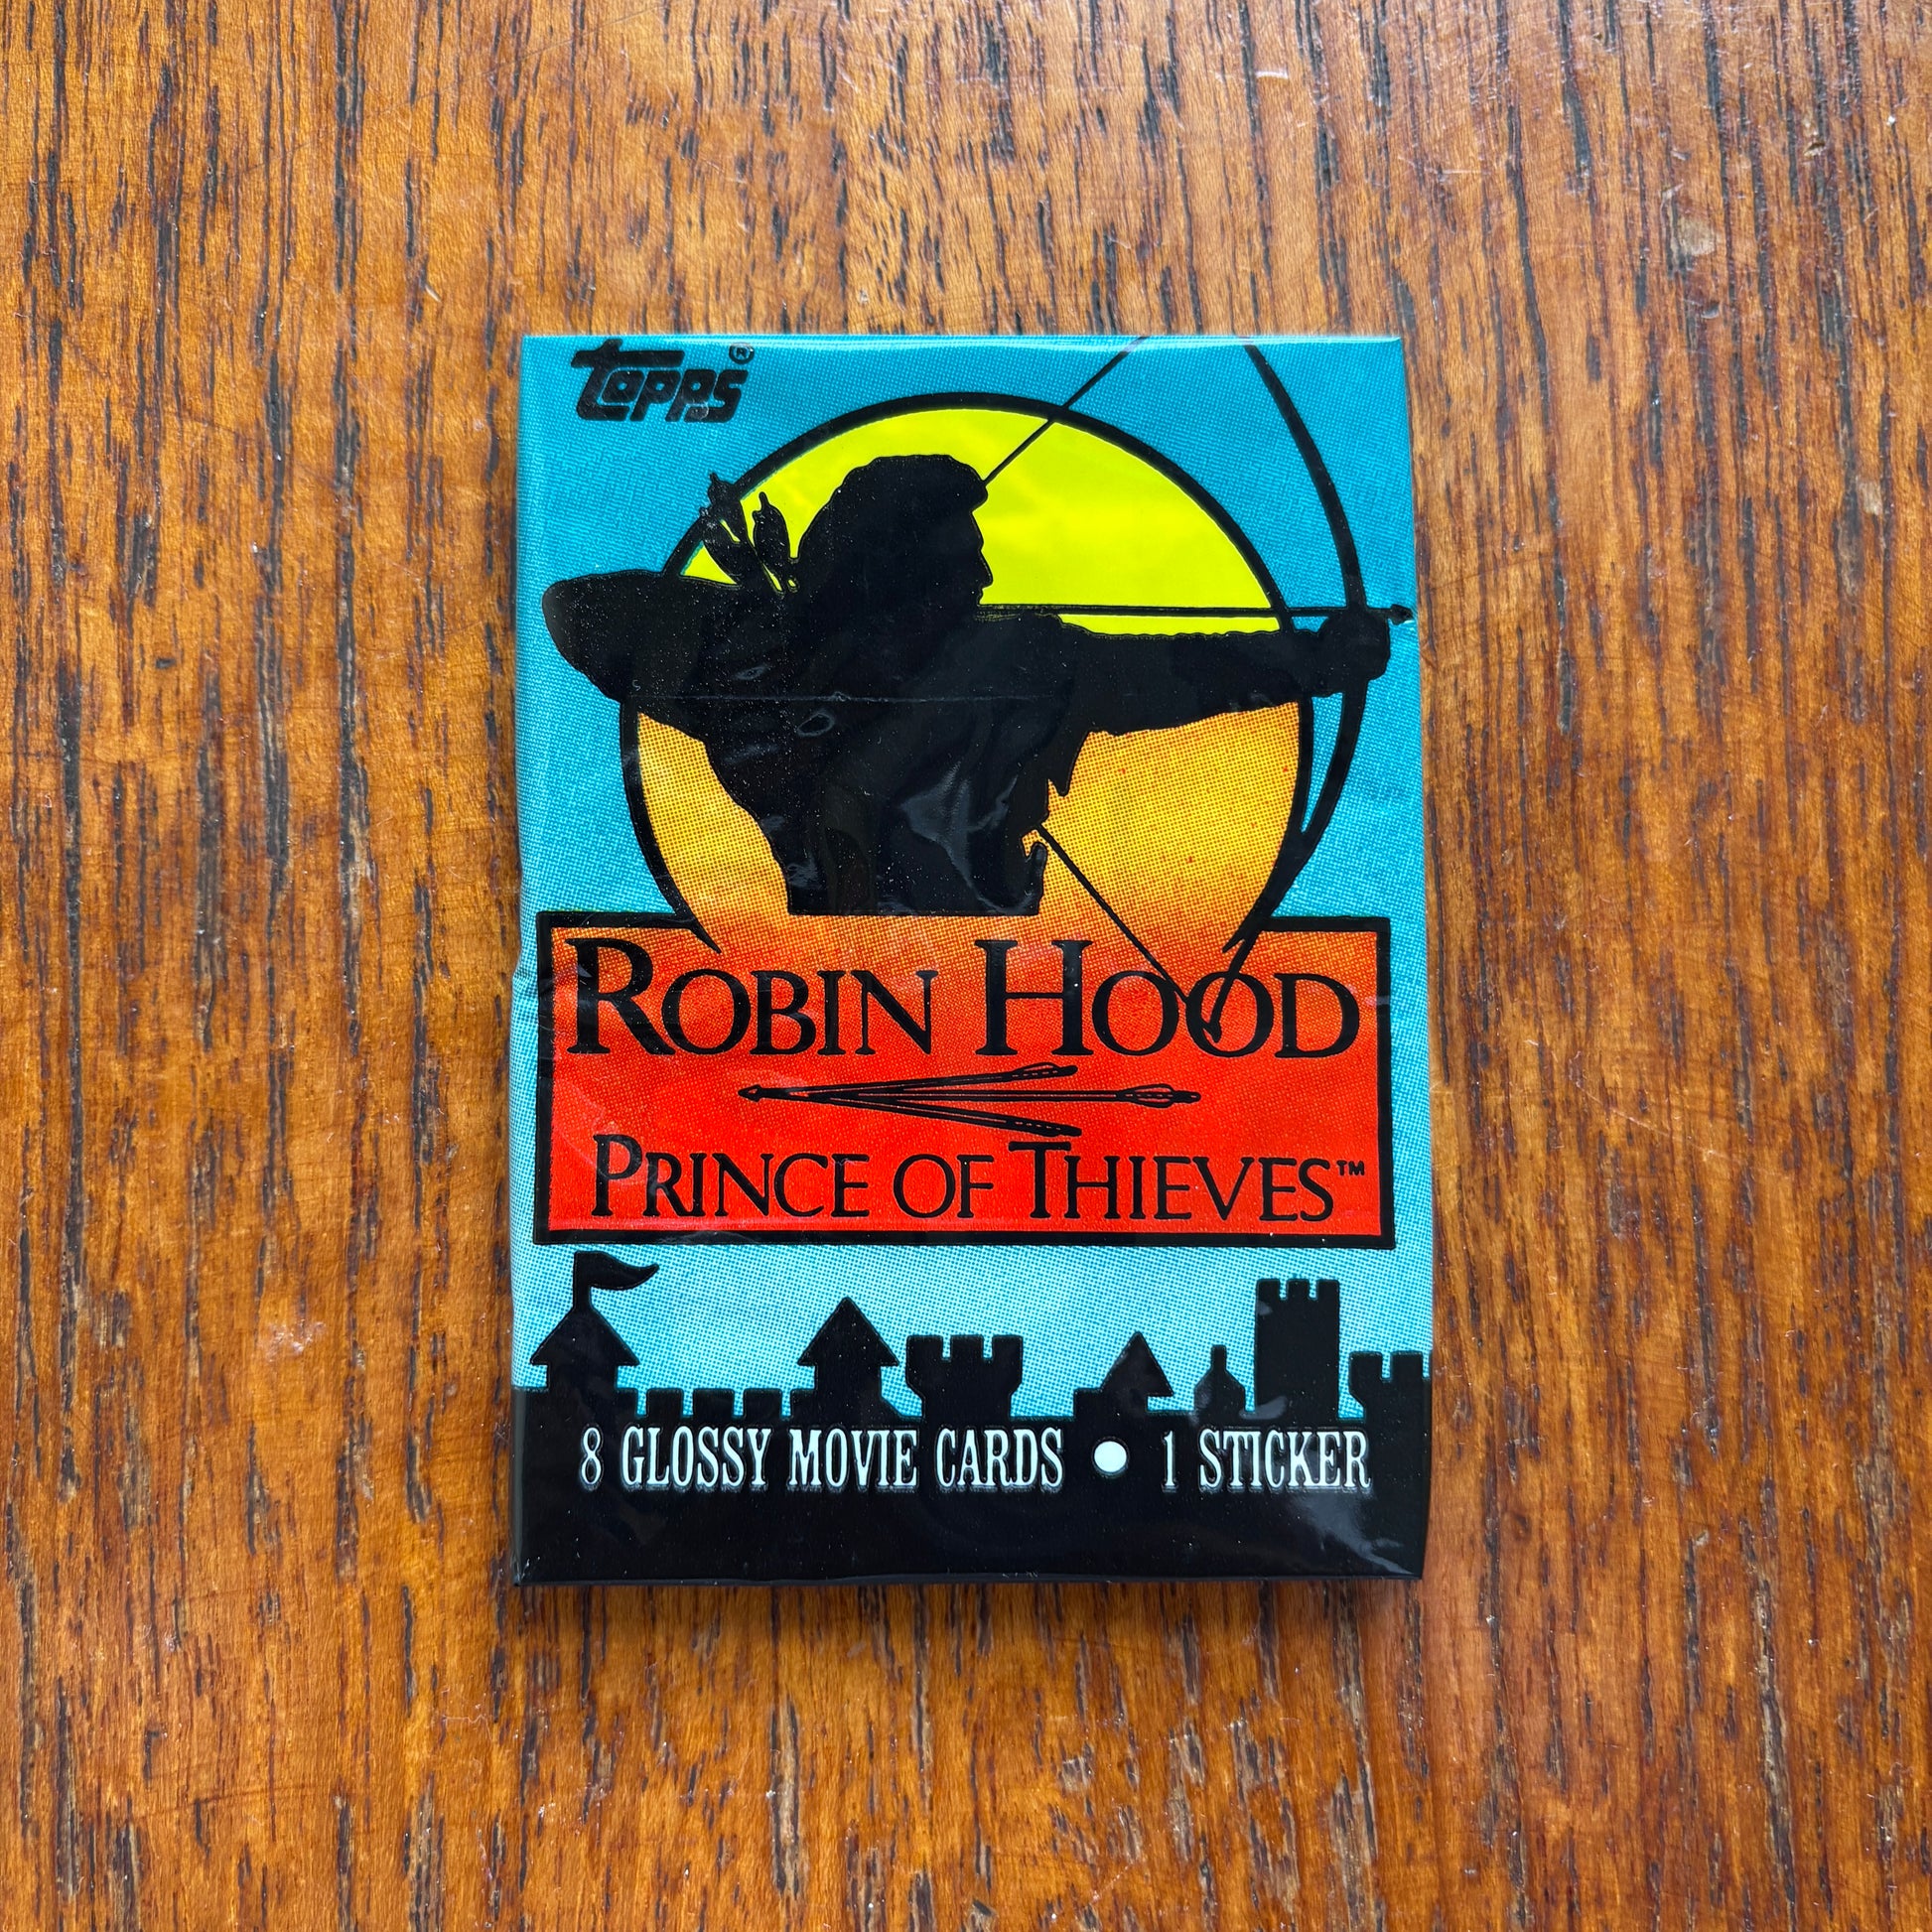 Topps®
ROBIN HOOD
PRINCE OF THIEVES™
8 GLOSSY MOVIE CARDS • 1 STICKER